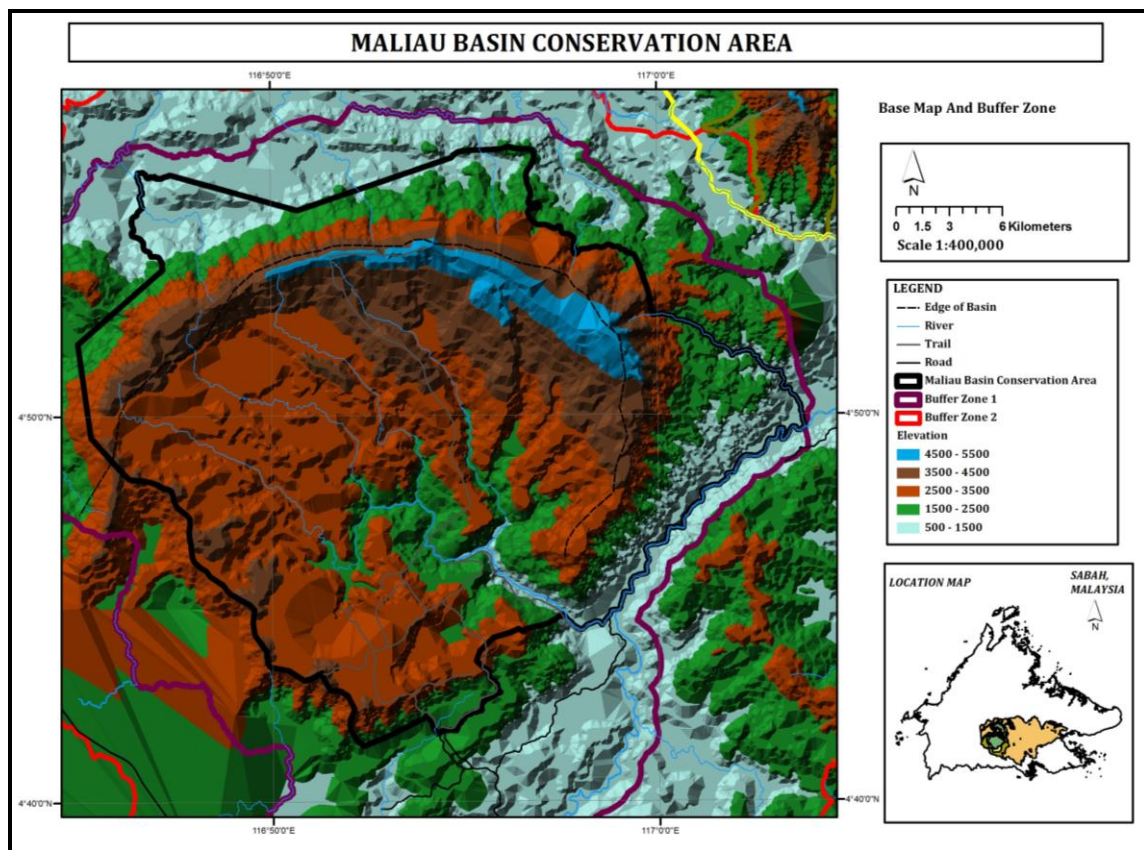 MALIAU BASIN CONSERVATION AREA
116°50'0"E
117°0'0"E
4°50'0"N
4°50'0"N
4°40'0"N
4°40'0"N
116°50'0"E
117°0'0"E
Base Map And Buffer Zone
N
0 1.5 3 6 Kilometers
Scale 1:400,000
LEGEND
Edge of Basin
River
Trail
Road
Maliau Basin Conservation Area
Buffer Zone 1
Buffer Zone 2
Elevation
4500 - 5500
3500 - 4500
2500 - 3500
1500 - 2500
500 - 1500
LOCATION MAP
SABAH,
MALAYSIA
N